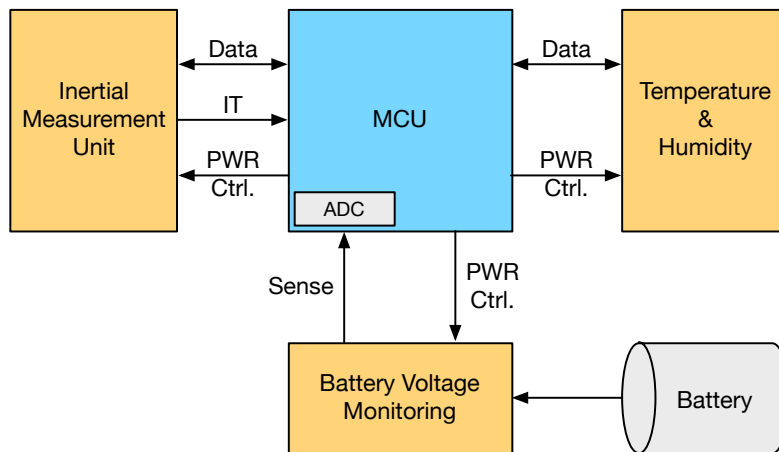 Data
Data
Inertial
Measurement
Unit
IT
MCU
Temperature
&
Humidity
PWR
Ctrl.
PWR
Ctrl.
ADC
Sense
PWR
Ctrl.
Battery Voltage
Monitoring
Battery